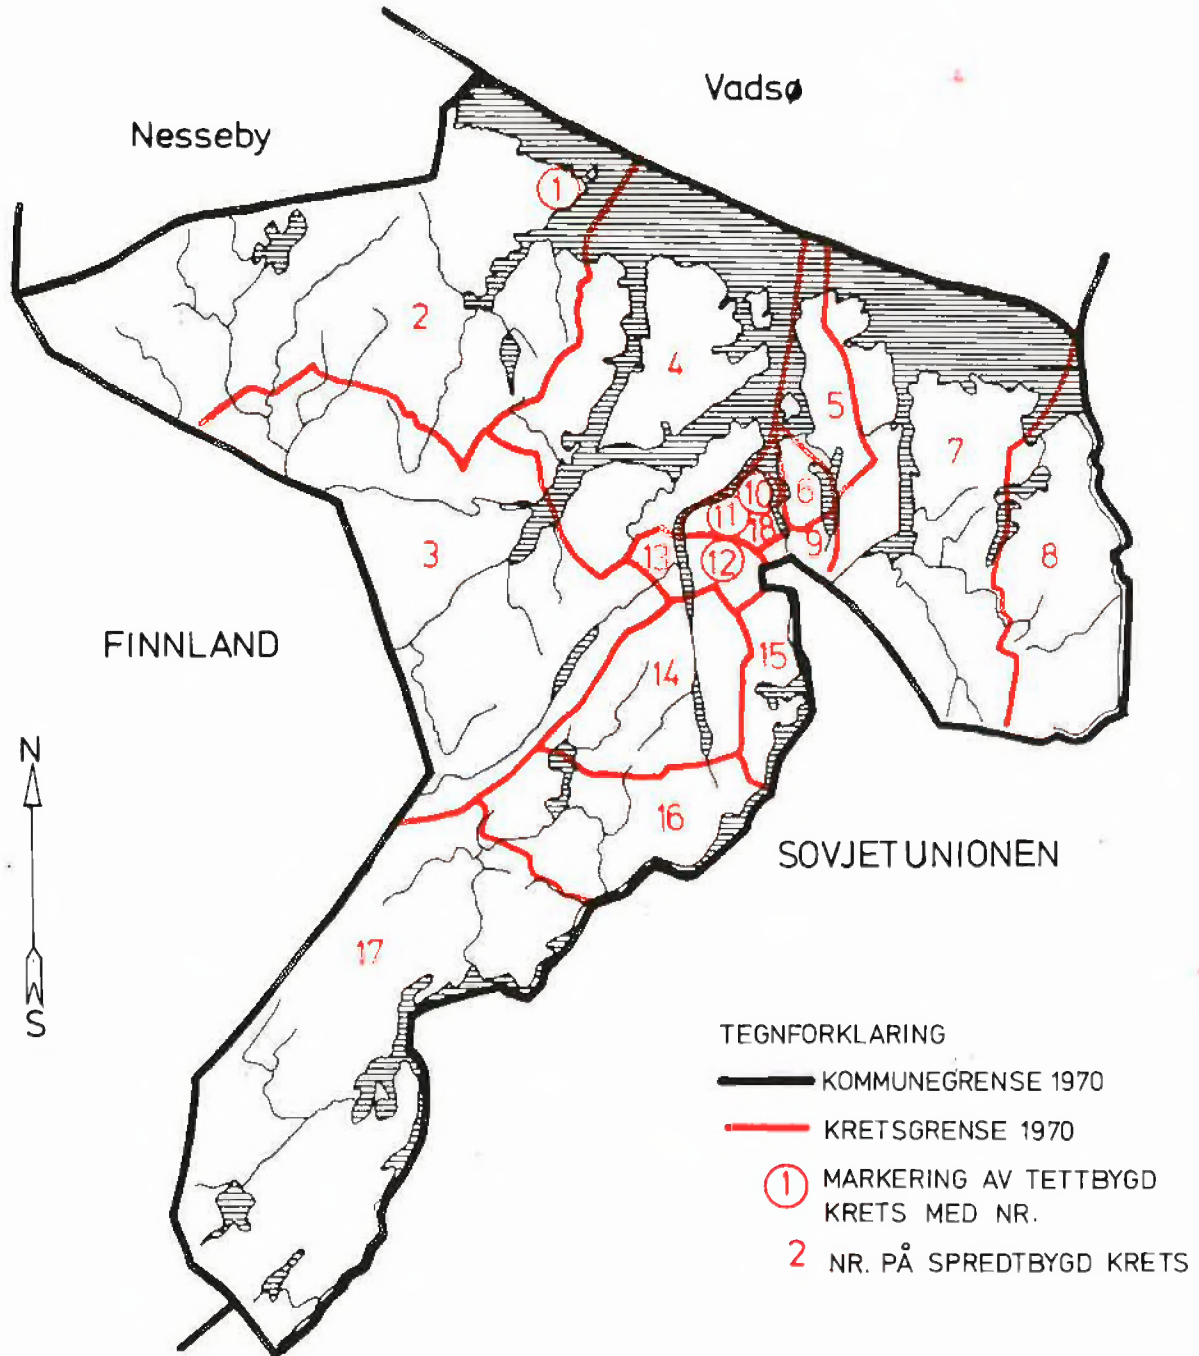 Vadsø
Nesseby
1
2
4
5
7
10
6
11
18
9
3
13
12
8
FINNLAND
14
15
N
16
SOVJETUNIONEN
17
S
TEGNFORKLARING
KOMMUNEGRENSE 1970
KRETSGRENSE 1970
1 MARKERING AV TETTBYGD
KRETS MED NR.
2 NR. PÅ SPREDTBYGD KRETS